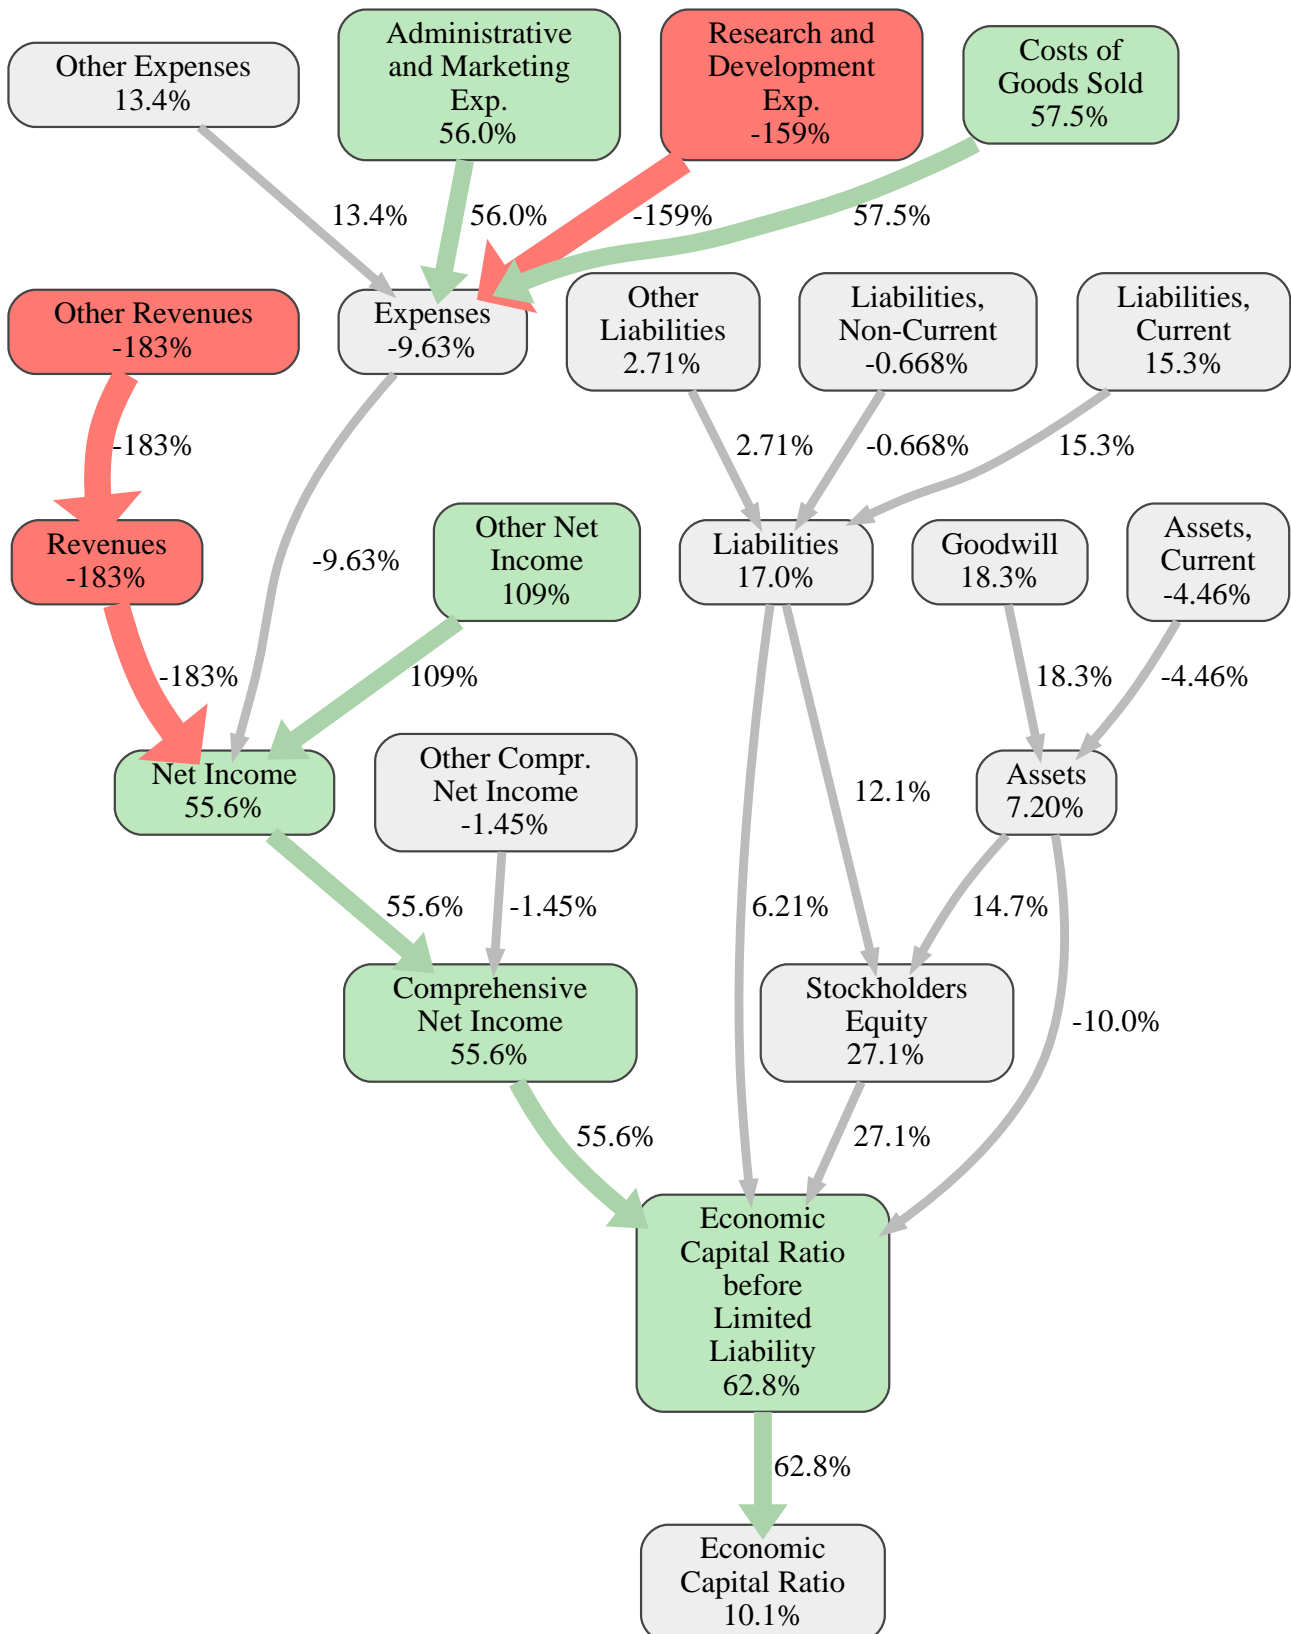 Other Expenses
13.4%
Administrative
and Marketing
Exp.
56.0%
Research and
Development
Exp.
-159%
Costs of
Goods Sold
57.5%
13.4%
56.0%
-159%
57.5%
Other Revenues
-183%
Expenses
-9.63%
Other
Liabilities
2.71%
Liabilities,
Non-Current
-0.668%
Liabilities,
Current
15.3%
-183%
2.71%
-0.668%
15.3%
Revenues
-183%
-9.63%
Other Net
Income
109%
Liabilities
17.0%
Goodwill
18.3%
Assets,
Current
-4.46%
-183%
109%
18.3%
-4.46%
Net Income
55.6%
Other Compr.
Net Income
-1.45%
12.1%
Assets
7.20%
55.6%
-1.45%
6.21%
14.7%
Comprehensive
Net Income
55.6%
Stockholders
Equity
27.1%
-10.0%
55.6%
27.1%
Economic
Capital Ratio
before
Limited
Liability
62.8%
62.8%
Economic
Capital Ratio
10.1%